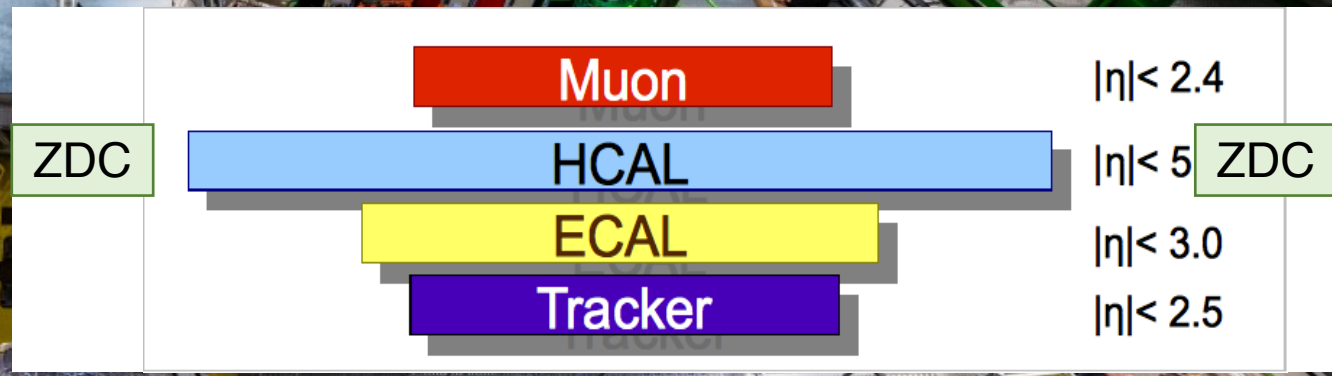 Muon |η|< 2.4
ZDC HCAL |η|< 5 ZDC
ECAL |η|< 3.0
Tracker |η|< 2.5